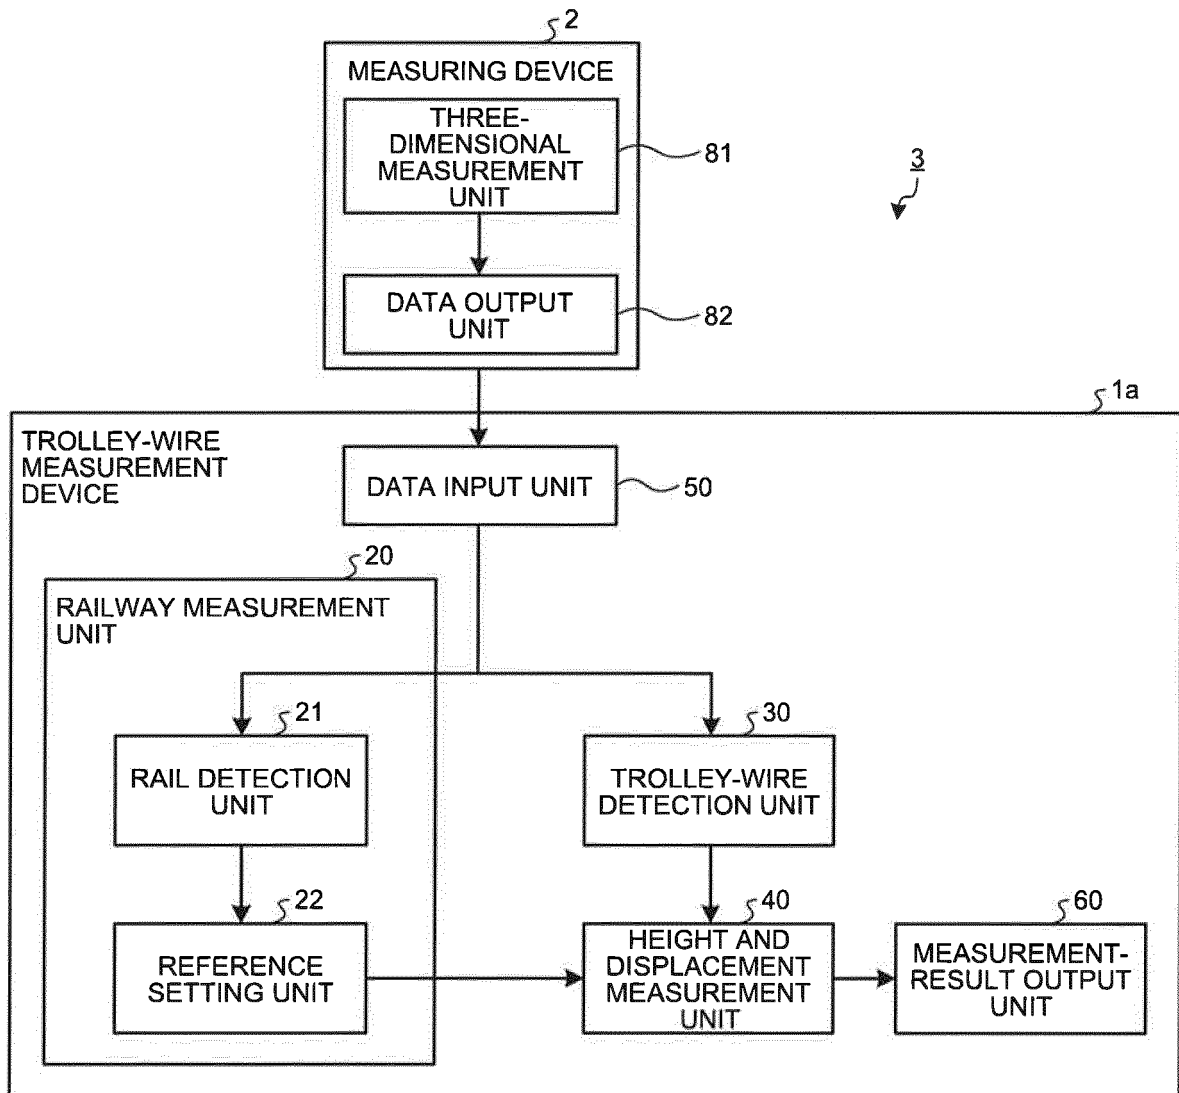 2
MEASURING DEVICE
THREE-
DIMENSIONAL
MEASUREMENT
UNIT
81
3
DATA OUTPUT
UNIT
82
1a
TROLLEY-WIRE
MEASUREMENT
DEVICE
DATA INPUT UNIT
50
20
RAILWAY MEASUREMENT
UNIT
21
RAIL DETECTION
UNIT
30
TROLLEY-WIRE
DETECTION UNIT
22
REFERENCE
SETTING UNIT
40
HEIGHT AND
DISPLACEMENT
MEASUREMENT
UNIT
60
MEASUREMENT-
RESULT OUTPUT
UNIT